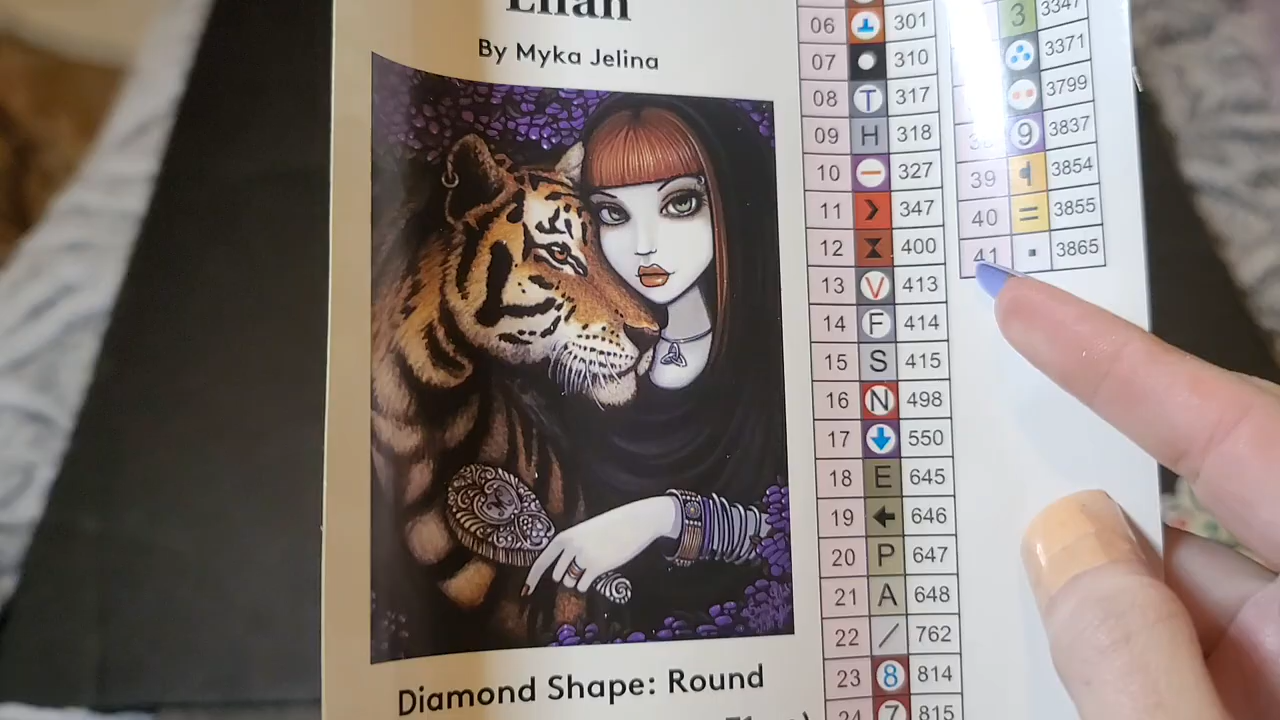 By Myka Jelina
Diamond Shape: Round
06 301
07 310
08 T 317
09 H 318
10 327
11 347
12 400
13 V 413
14 F 414
15 S 415
16 N 498
17 550
18 E 645
19 ← 646
20 P 647
21 A 648
22 / 762
23 8 814
24 7 815
3 3347
3371
3799
9 3837
39 3854
40 = 3855
41 ▪ 3865